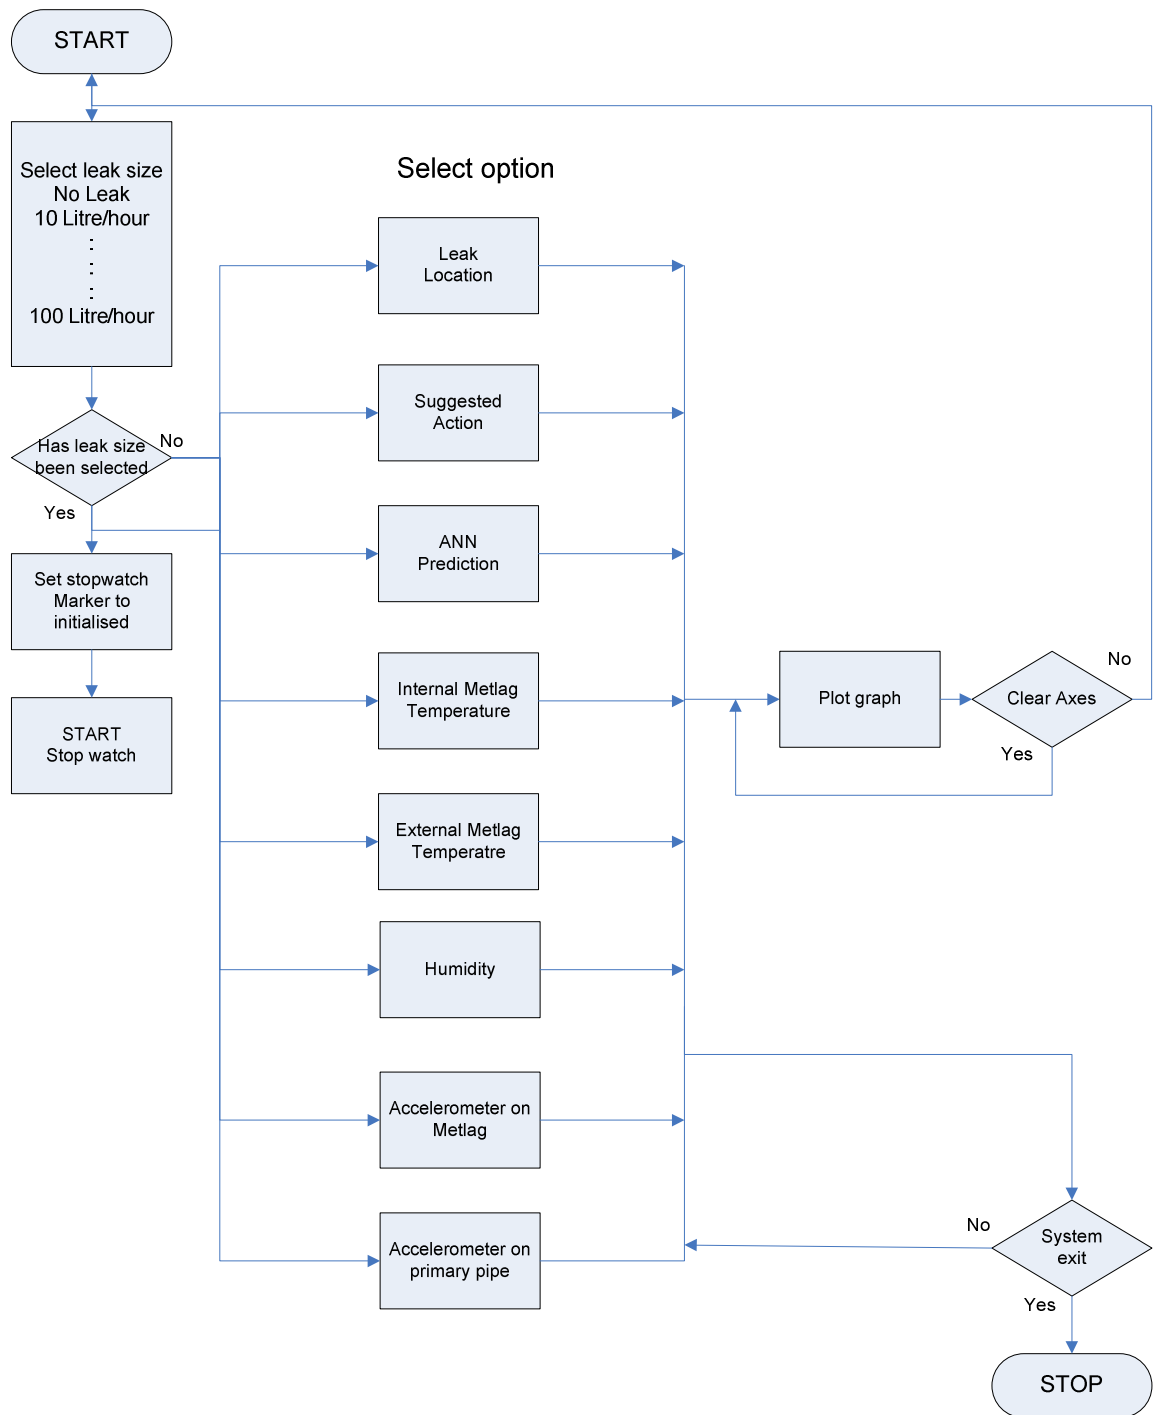 START
Select leak size
No Leak
10 Litre/hour
:
:
:
100 Litre/hour
Has leak size
been selected
No
Yes
Set stopwatch
Marker to
initialised
START
Stop watch
Select option
Leak
Location
Suggested
Action
ANN
Prediction
Internal Metlag
Temperature
External Metlag
Temperatre
Humidity
Accelerometer on
Metlag
Accelerometer on
primary pipe
Plot graph
Clear Axes
No
Yes
System
exit
No
Yes
STOP